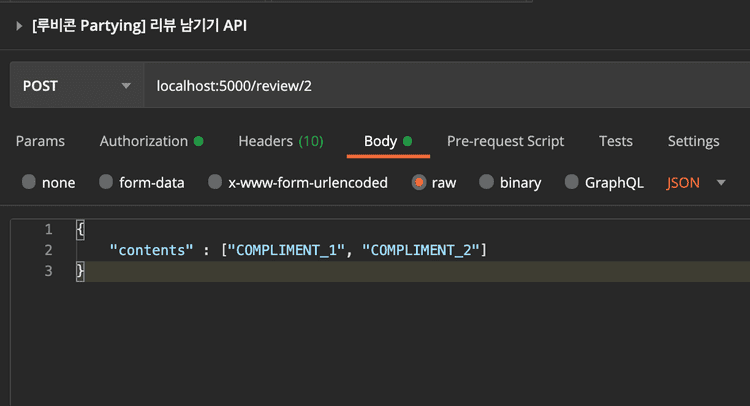 [루비콘 Partying] 리뷰 남기기 API
POST localhost:5000/review/2
Params Authorization Headers (10) Body Pre-request Script Tests Settings
none form-data x-www-form-urlencoded raw binary GraphQL JSON
1 {
2 "contents" : ["COMPLIMENT_1", "COMPLIMENT_2"]
3 }